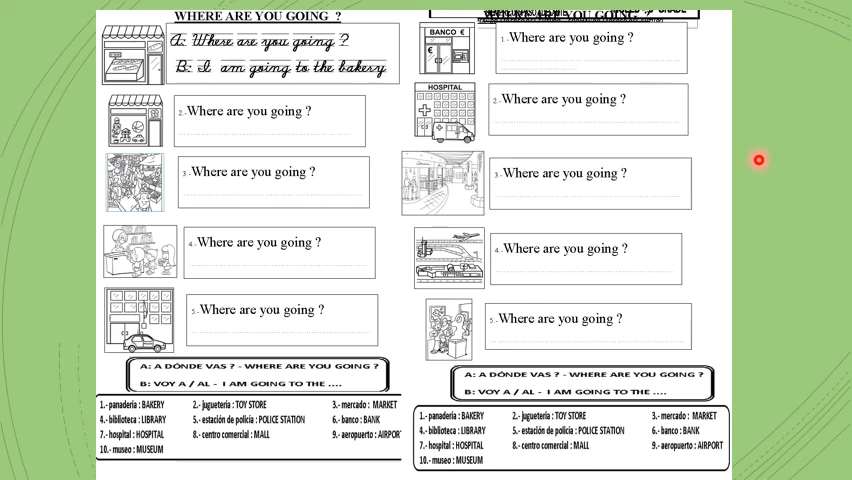 WHERE ARE YOU GOING ?
A: Where are you going ?
B: I am going to the bakery
2.-Where are you going ?
3.-Where are you going ?
4.-Where are you going ?
5.-Where are you going ?
A: A DÓNDE VAS ? - WHERE ARE YOU GOING ?
B: VOY A / AL - I AM GOING TO THE ....
1.- panadería : BAKERY 2.- juguetería : TOY STORE 3.- mercado : MARKET
4.- biblioteca : LIBRARY 5.- estación de policía : POLICE STATION 6.- banco : BANK
7.- hospital : HOSPITAL 8.- centro comercial : MALL 9.- aeropuerto : AIRPORT
10.- museo : MUSEUM
BANCO €
€
1.-Where are you going ?
HOSPITAL
2.-Where are you going ?
3.-Where are you going ?
4.-Where are you going ?
5.-Where are you going ?
A: A DÓNDE VAS ? - WHERE ARE YOU GOING ?
B: VOY A / AL - I AM GOING TO THE ....
1.- panadería : BAKERY 2.- juguetería : TOY STORE 3.- mercado : MARKET
4.- biblioteca : LIBRARY 5.- estación de policía : POLICE STATION 6.- banco : BANK
7.- hospital : HOSPITAL 8.- centro comercial : MALL 9.- aeropuerto : AIRPORT
10.- museo : MUSEUM